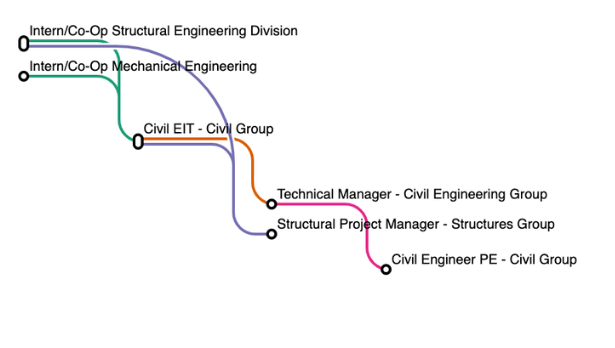 Intern/Co-Op Structural Engineering Division
Intern/Co-Op Mechanical Engineering
Civil EIT - Civil Group
Technical Manager - Civil Engineering Group
Structural Project Manager - Structures Group
Civil Engineer PE - Civil Group